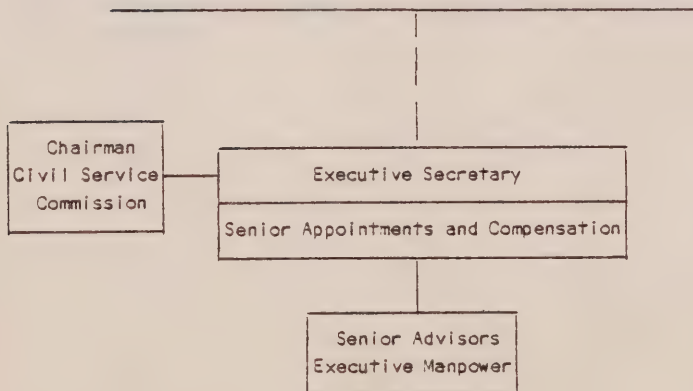 Chairman
Civil Service
Commission
Executive Secretary
Senior Appointments and Compensation
Senior Advisors
Executive Manpower